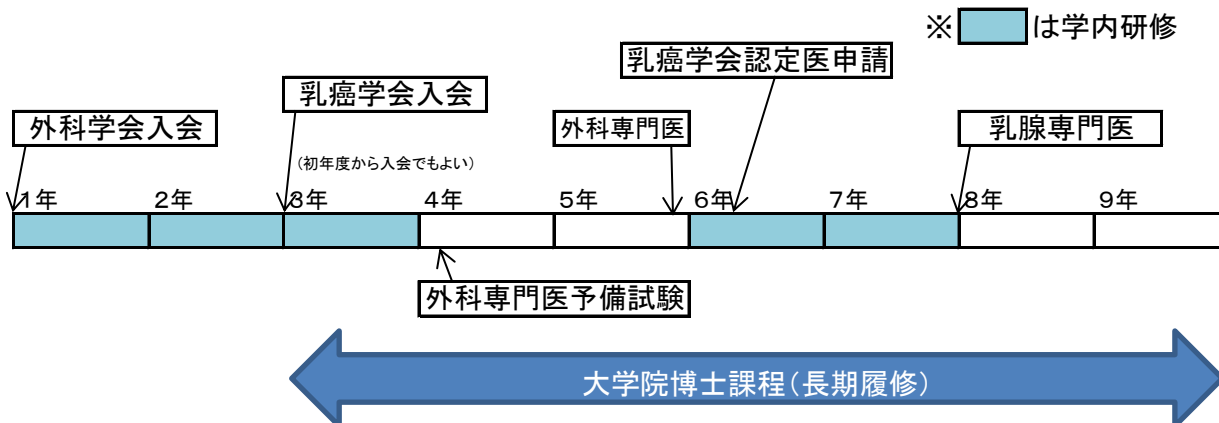 ※ は学内研修
乳癌学会認定医申請
乳癌学会入会
外科学会入会
外科専門医
乳腺専門医
(初年度から入会でもよい)
1年 2年 3年 4年 5年 6年 7年 8年 9年
外科専門医予備試験
大学院博士課程(長期履修)